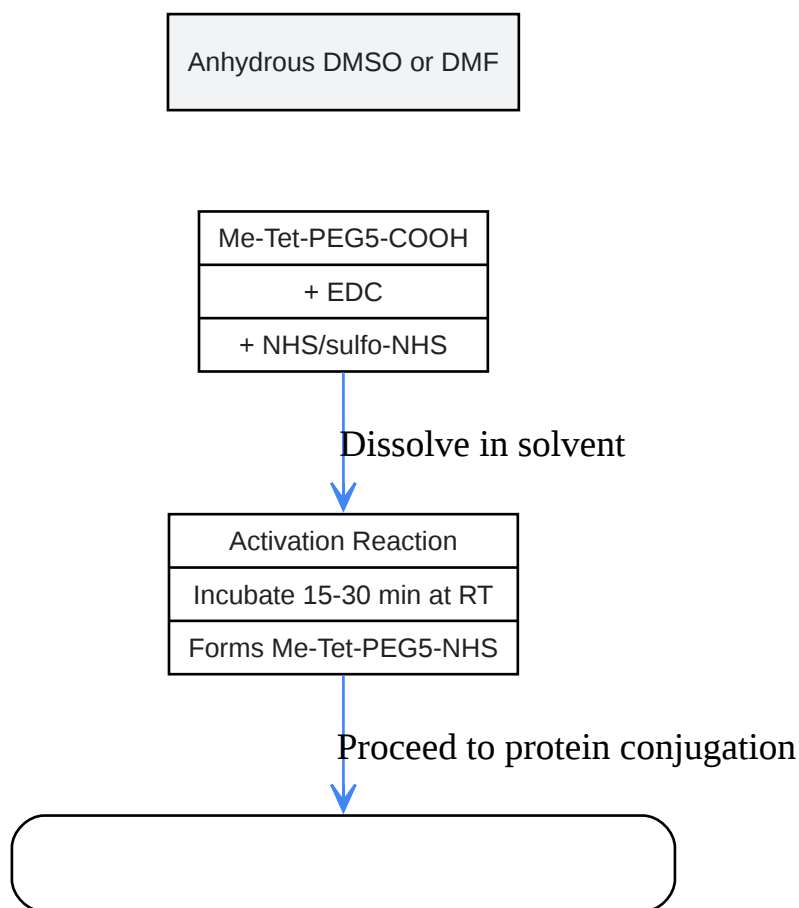 Anhydrous DMSO or DMF
Me-Tet-PEG5-COOH
+ EDC
+ NHS/sulfo-NHS
Dissolve in solvent
Activation Reaction
Incubate 15-30 min at RT
Forms Me-Tet-PEG5-NHS
Proceed to protein conjugation